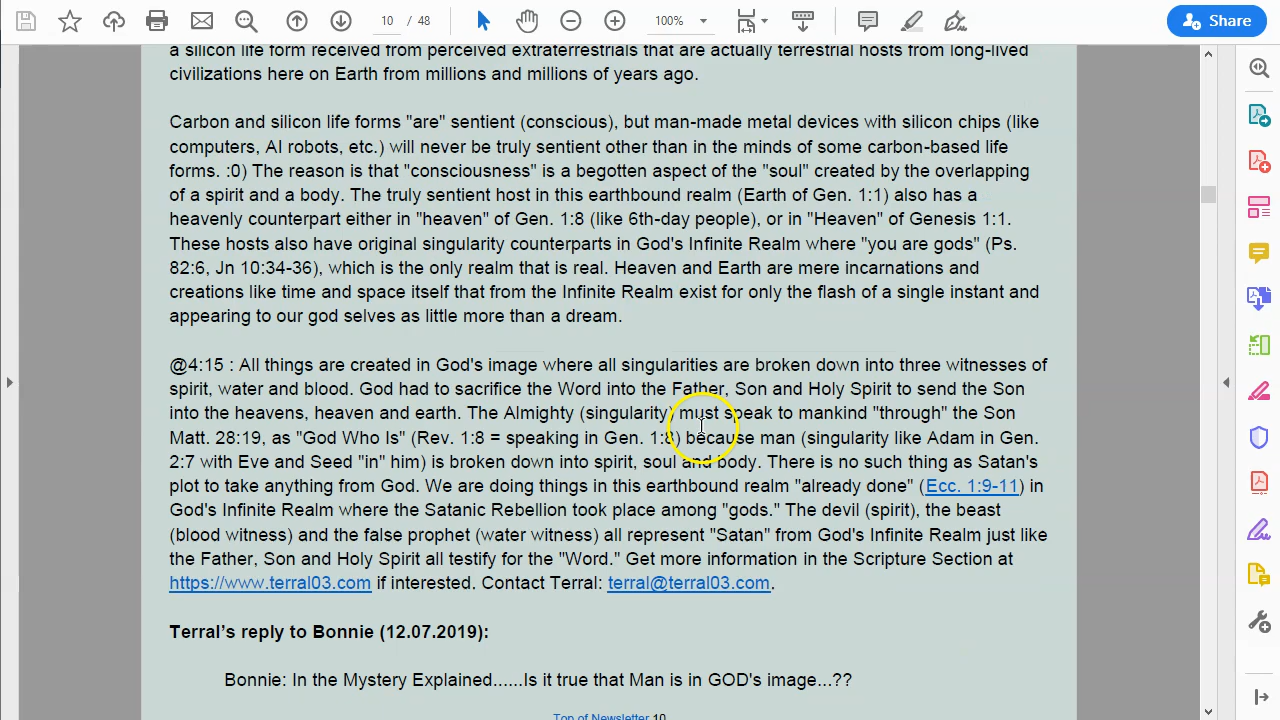 10 / 48
100%
Share
a silicon life form received from perceived extraterrestrials that are actually terrestrial hosts from long-lived
civilizations here on Earth from millions and millions of years ago.
Carbon and silicon life forms "are" sentient (conscious), but man-made metal devices with silicon chips (like
computers, AI robots, etc.) will never be truly sentient other than in the minds of some carbon-based life
forms. :0) The reason is that "consciousness" is a begotten aspect of the "soul" created by the overlapping
of a spirit and a body. The truly sentient host in this earthbound realm (Earth of Gen. 1:1) also has a
heavenly counterpart either in "heaven" of Gen. 1:8 (like 6th-day people), or in "Heaven" of Genesis 1:1.
These hosts also have original singularity counterparts in God's Infinite Realm where "you are gods" (Ps.
82:6, Jn 10:34-36), which is the only realm that is real. Heaven and Earth are mere incarnations and
creations like time and space itself that from the Infinite Realm exist for only the flash of a single instant and
appearing to our god selves as little more than a dream.
@4:15 : All things are created in God's image where all singularities are broken down into three witnesses of
spirit, water and blood. God had to sacrifice the Word into the Father, Son and Holy Spirit to send the Son
into the heavens, heaven and earth. The Almighty (singularity) must speak to mankind "through" the Son
Matt. 28:19, as "God Who Is" (Rev. 1:8 = speaking in Gen. 1:8) because man (singularity like Adam in Gen.
2:7 with Eve and Seed "in" him) is broken down into spirit, soul and body. There is no such thing as Satan's
plot to take anything from God. We are doing things in this earthbound realm "already done" (Ecc. 1:9-11) in
God's Infinite Realm where the Satanic Rebellion took place among "gods." The devil (spirit), the beast
(blood witness) and the false prophet (water witness) all represent "Satan" from God's Infinite Realm just like
the Father, Son and Holy Spirit all testify for the "Word." Get more information in the Scripture Section at
https://www.terral03.com if interested. Contact Terral: terral@terral03.com.
Terral's reply to Bonnie (12.07.2019):
Bonnie: In the Mystery Explained......Is it true that Man is in GOD's image...??
Top of Newsletter 10